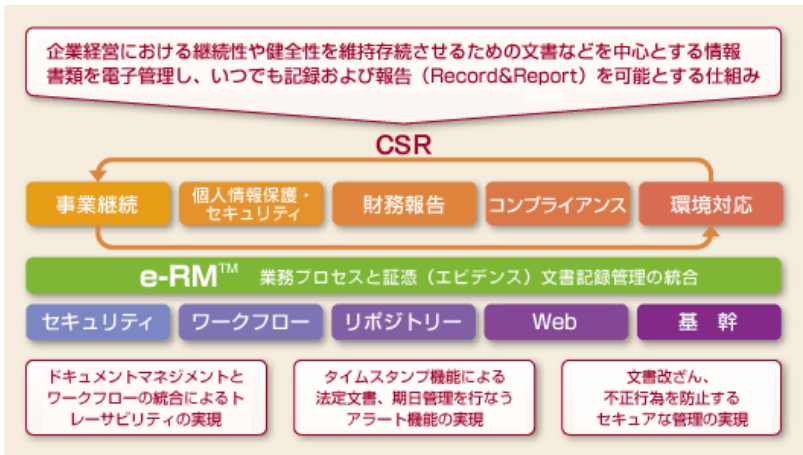 企業経営における継続性や健全性を維持存続させるための文書などを中心とする情報
書類を電子管理し、いつでも記録および報告（Record&Report）を可能とする仕組み
CSR
事業継続
個人情報保護・
セキュリティ
財務報告
コンプライアンス
環境対応
e-RM™ 業務プロセスと証憑（エビデンス）文書記録管理の統合
セキュリティ
ワークフロー
リポジトリー
Web
基 幹
ドキュメントマネジメントと
ワークフローの統合によるト
レーサビリティの実現
タイムスタンプ機能による
法定文書、期日管理を行なう
アラート機能の実現
文書改ざん、
不正行為を防止する
セキュアな管理の実現